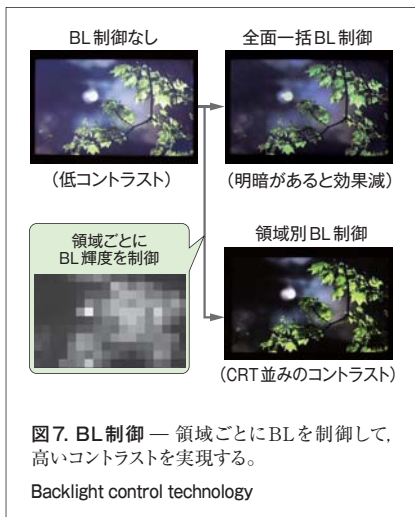 BL制御なし
全面一括BL制御
(低コントラスト)
(明暗があると効果減)
領域ごとに
BL輝度を制御
領域別BL制御
(CRT並みのコントラスト)
図7. BL制御 — 領域ごとにBLを制御して,
高いコントラストを実現する。
Backlight control technology